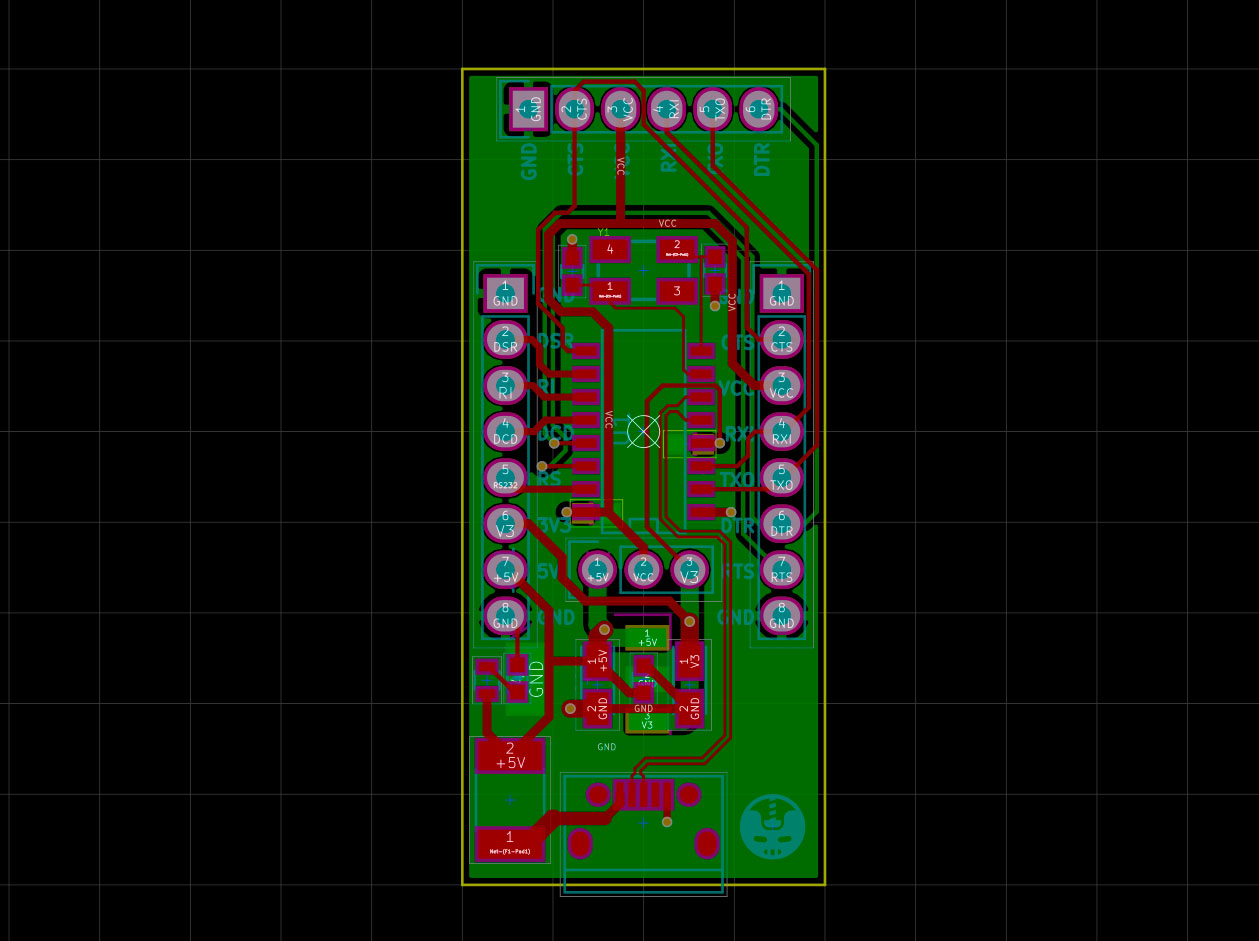 1 GND
2 CTS
3 VCC
4 RXI
5 TXO
6 DTR
GND
CTS
RXI
DTR
VCC
VCC
Y1
4
2
1
3
VCC
1
GND
2
DSR
3
RI
4
DCD
5
RS232
6
V3
7
+5V
8
GND
DSR
DCD
RS
3V3
5V
GND
VCC
1
GND
2
CTS
3
VCC
4
RXI
5
TXO
6
DTR
7
RTS
8
GND
CTS
VCC
RXI
TXO
DTR
RTS
GND
1
+5V
2
VCC
3
V3
1
+5V
1
+5V
1
V3
GND
2
GND
GND
2
GND
3
V3
GND
2
+5V
1
Net-(F1-Pad1)